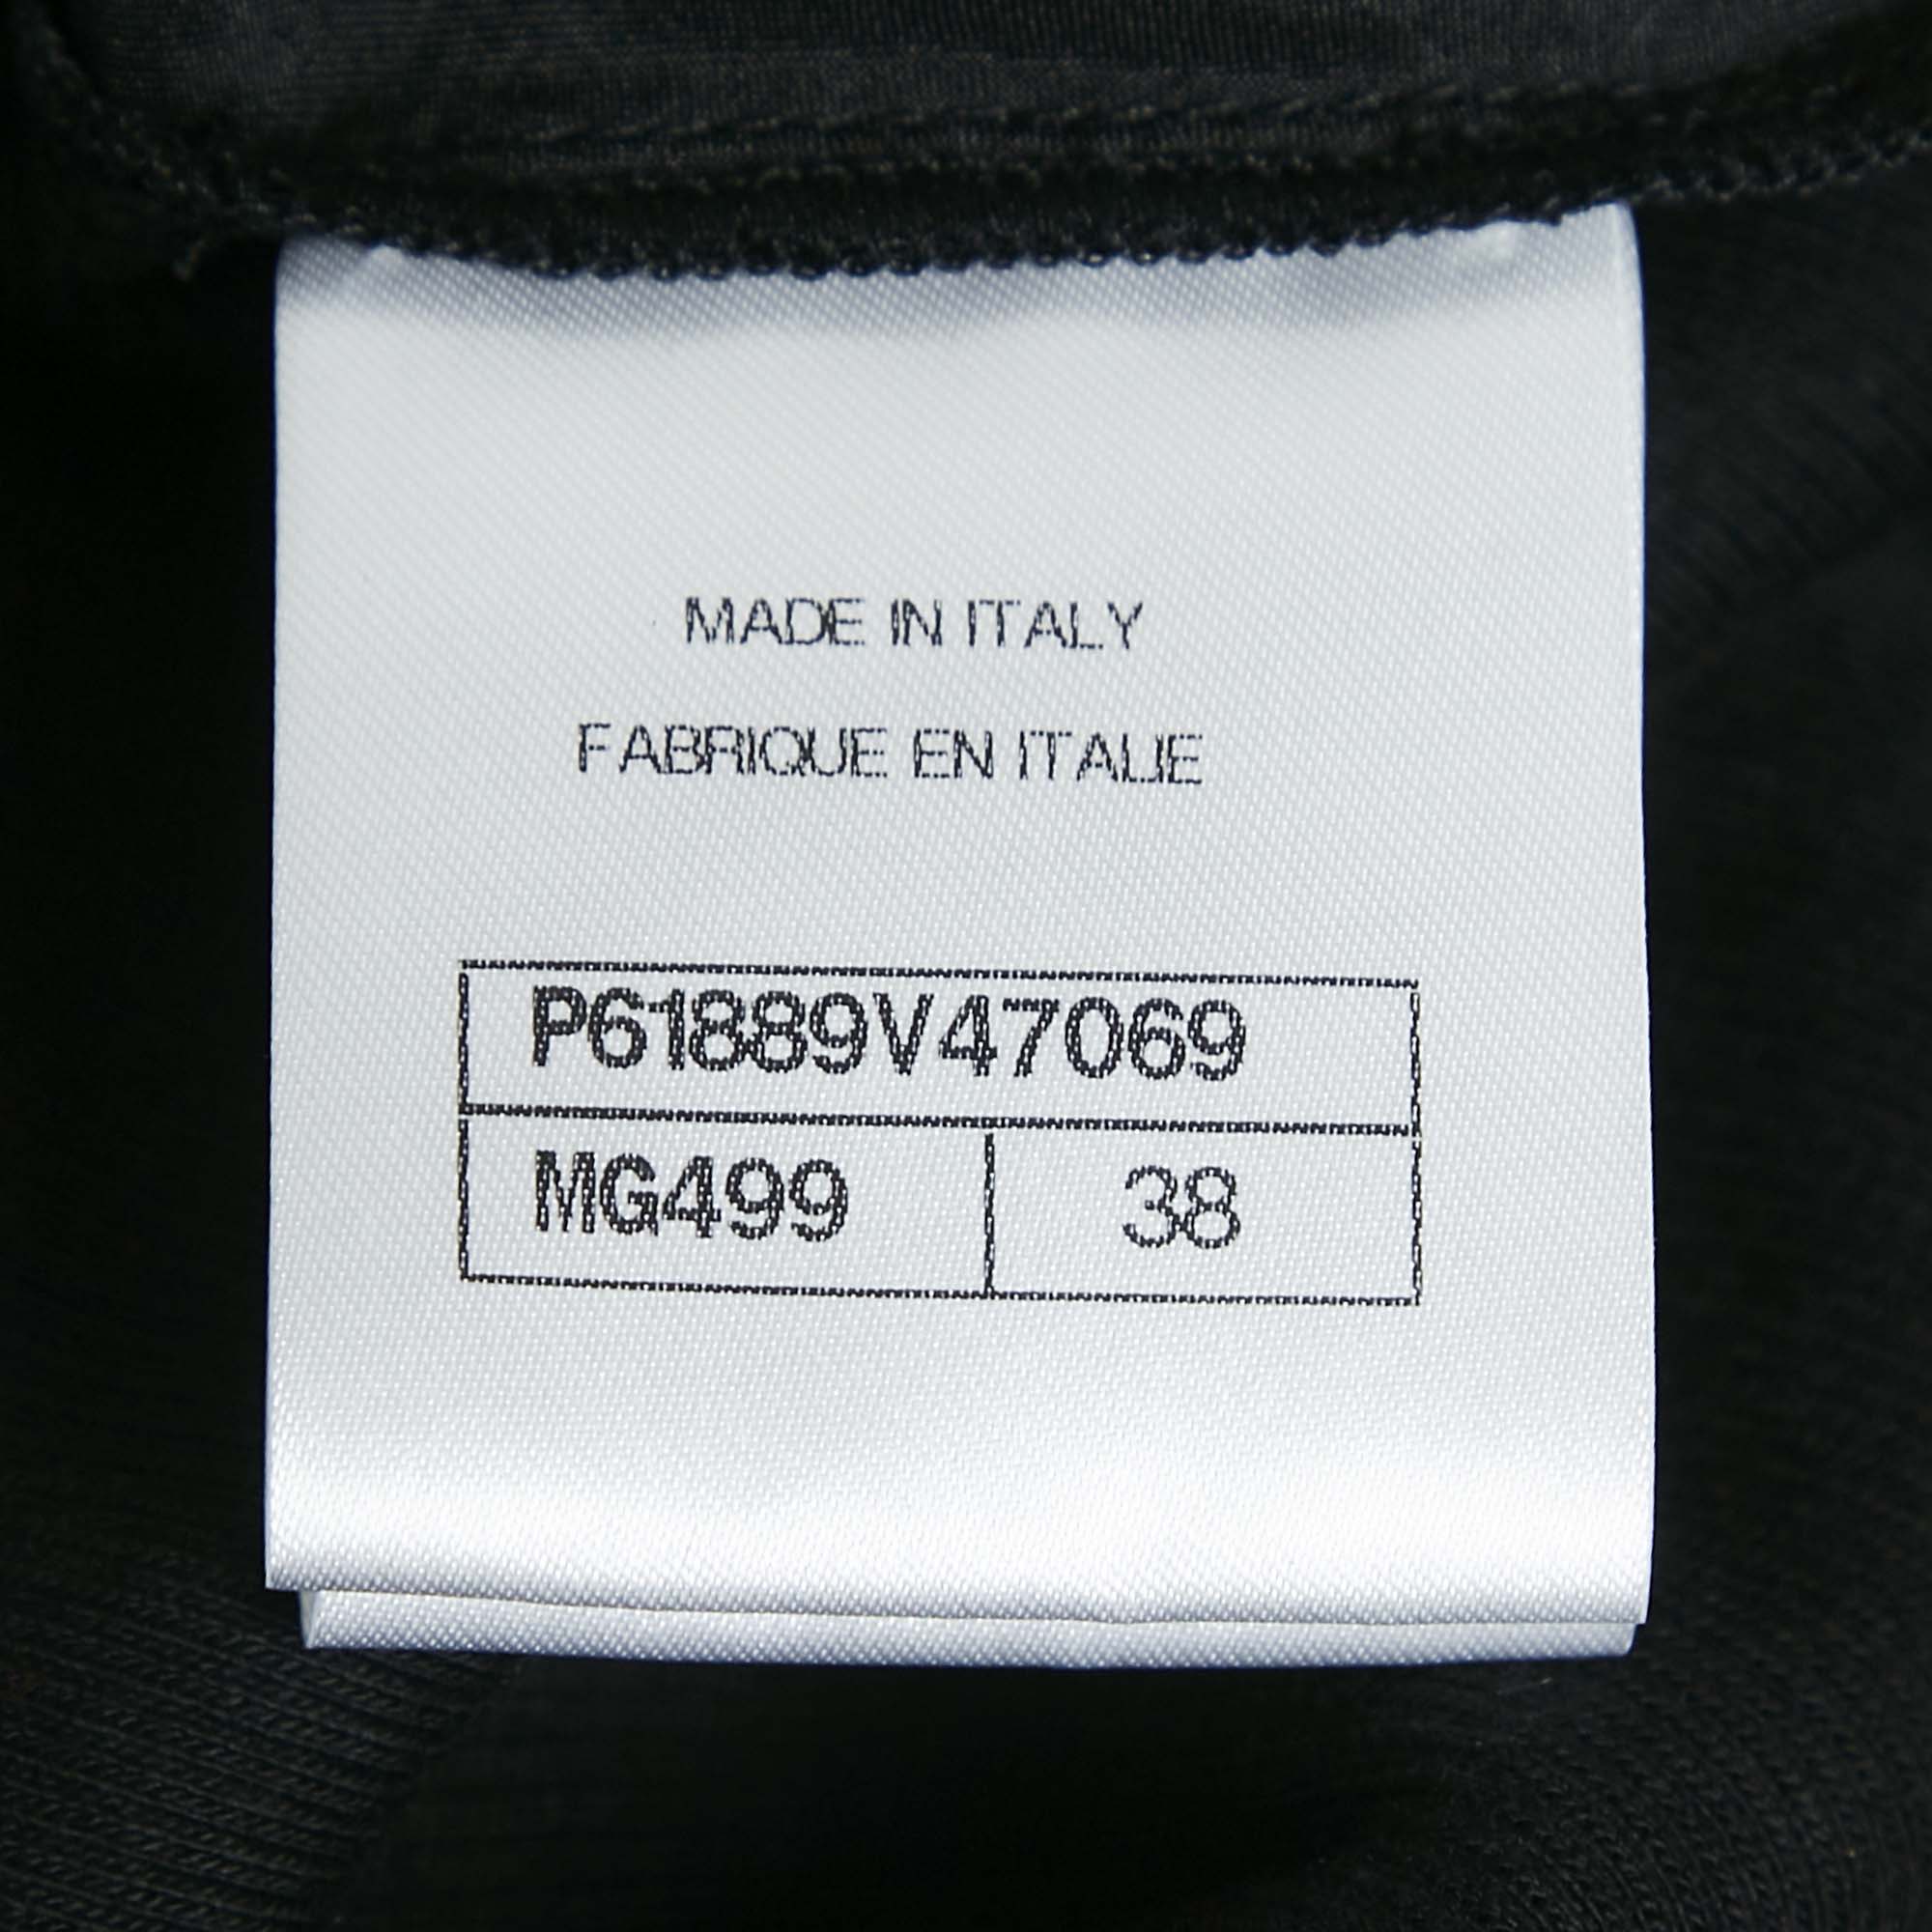 MADE IN ITALY
FABRIQUE EN ITALIE
P61889V47069
MG499 38